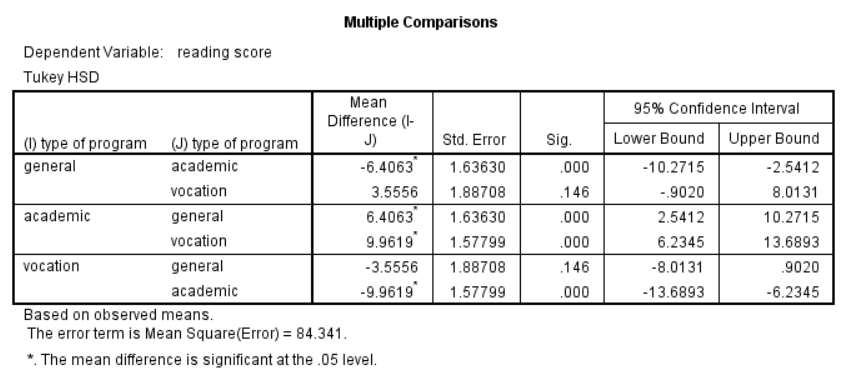 Multiple Comparisons
Dependent Variable: reading score
Tukey HSD
(I) type of program (J) type of program Mean Difference (I-J) Std. Error Sig. 95% Confidence Interval Lower Bound Upper Bound
general academic -6.4063* 1.63630 .000 -10.2715 -2.5412
vocation 3.5556 1.88708 .146 -.9020 8.0131
academic general 6.4063* 1.63630 .000 2.5412 10.2715
vocation 9.9619* 1.57799 .000 6.2345 13.6893
vocation general -3.5556 1.88708 .146 -8.0131 .9020
academic -9.9619* 1.57799 .000 -13.6893 -6.2345
Based on observed means.
The error term is Mean Square(Error) = 84.341.
*. The mean difference is significant at the .05 level.